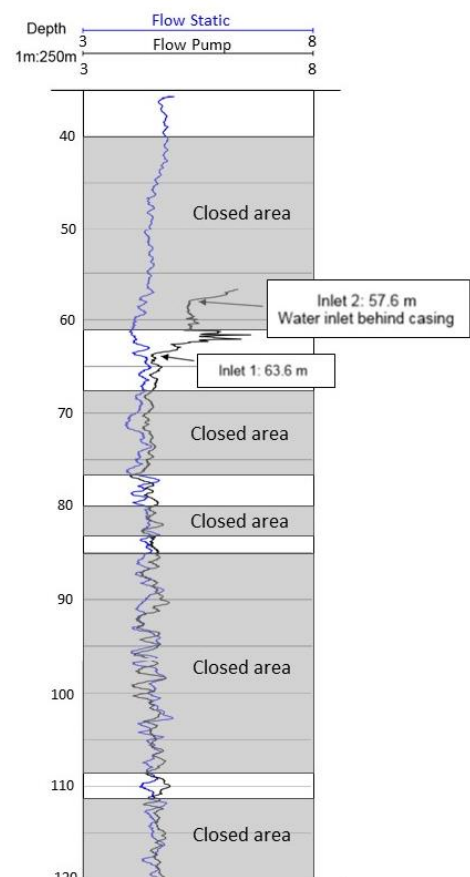 Flow Static
Depth
3 8
Flow Pump
1m:250m
3 8
40
Closed area
50
Inlet 2: 57.6 m
Water inlet behind casing
60
Inlet 1: 63.6 m
70
Closed area
80
Closed area
90
Closed area
100
110
Closed area
120